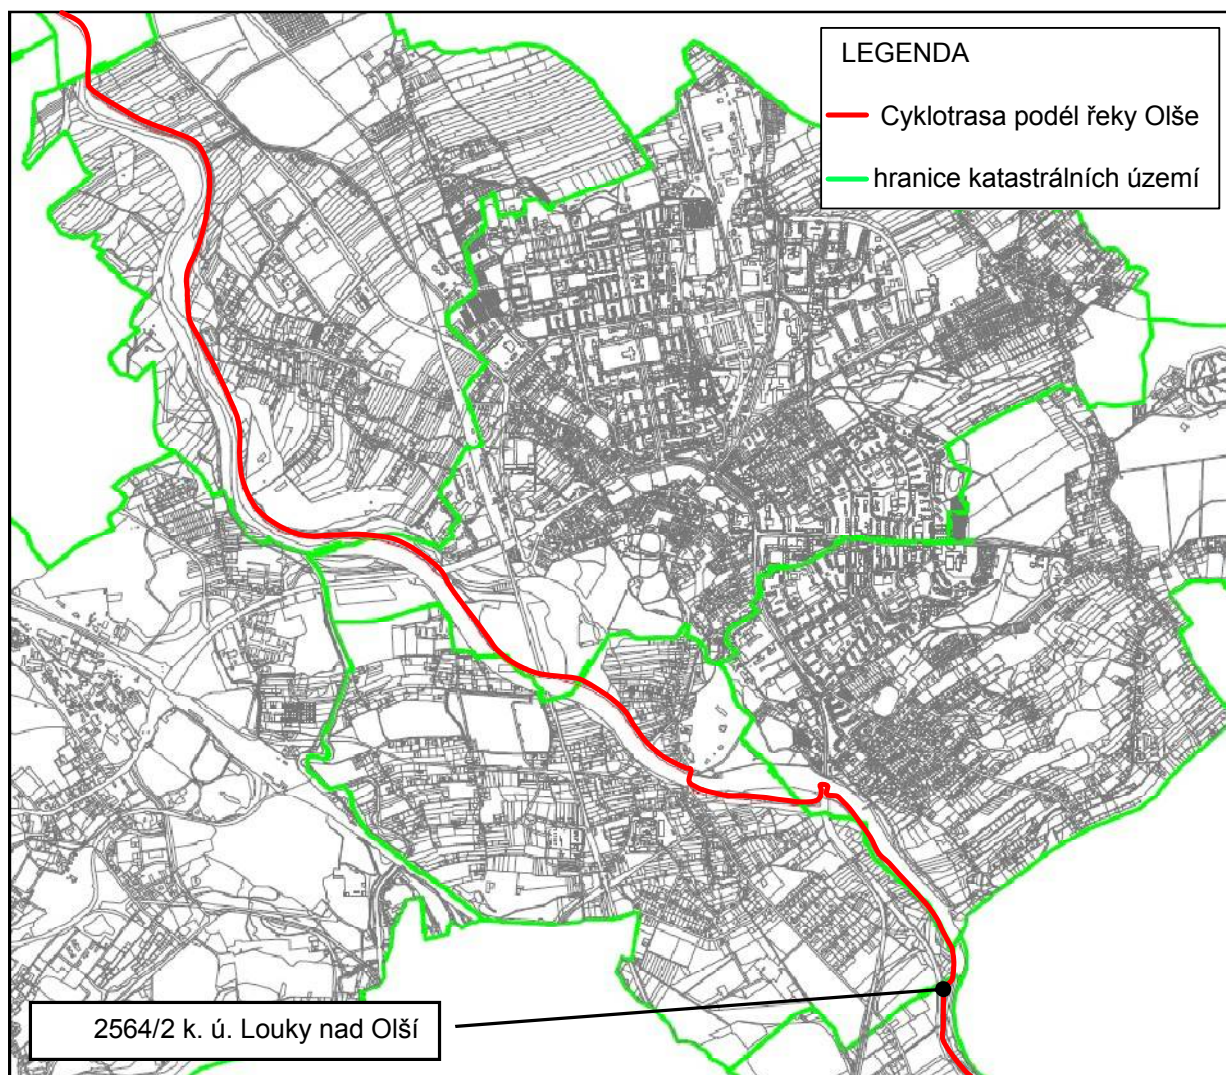 LEGENDA
Cyklotrasa podél řeky Olše
hranice katastrálních území
2564/2 k. ú. Louky nad Olší